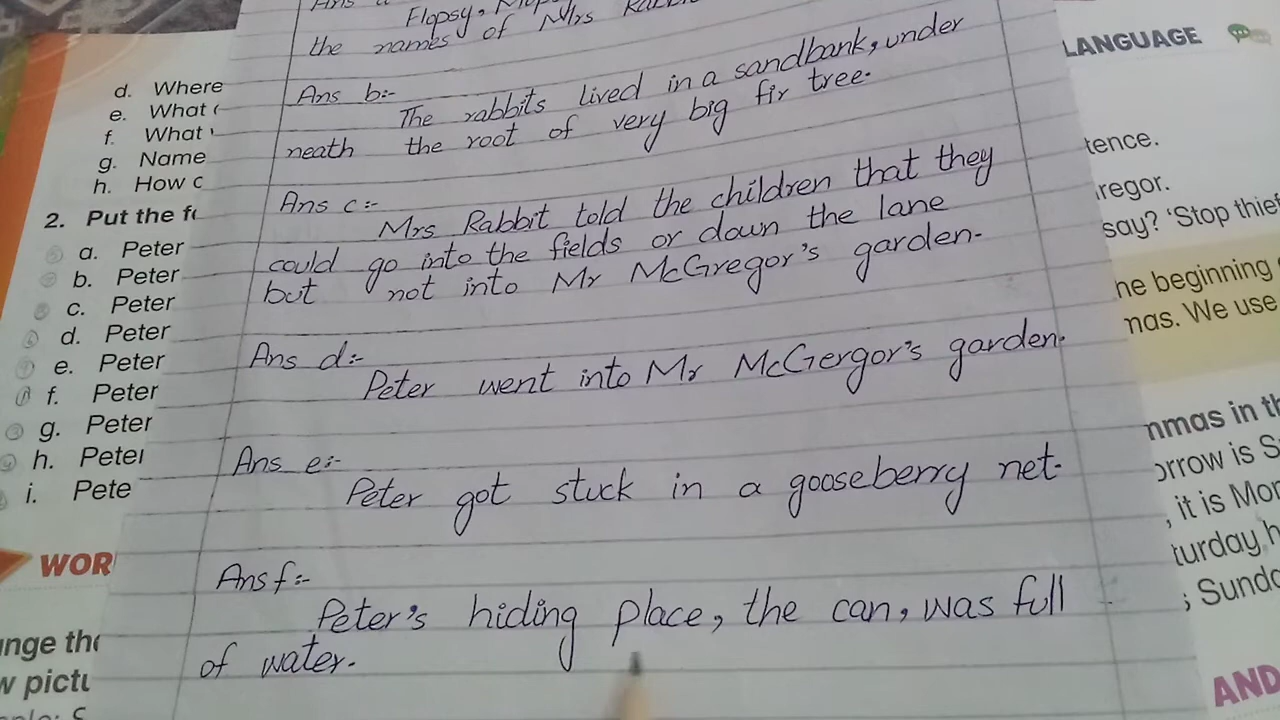 Flopsy,
the names of Mrs
Ans b:-
The rabbits lived in a sandbank, under
neath the root of very big fir tree.
Ans c:-
Mrs Rabbit told the children that they
could go into the fields or down the lane
but not into Mr McGregor's garden.
Ans d:-
Peter went into Mr McGergor's garden.
Ans e:-
Peter got stuck in a gooseberry net.
Ans f:-
Peter's hiding place, the can, was full
of water.
d. Where
e. What
f. What
g. Name
h. How
2. Put the
a. Peter
b. Peter
c. Peter
d. Peter
e. Peter
f. Peter
g. Peter
h. Peter
i. Pete
WOR
LANGUAGE
tence.
regor.
say? 'Stop thief
he beginning
mas. We use
mmas in th
orrow is S
, it is Mon
turday h
; Sunda
AND